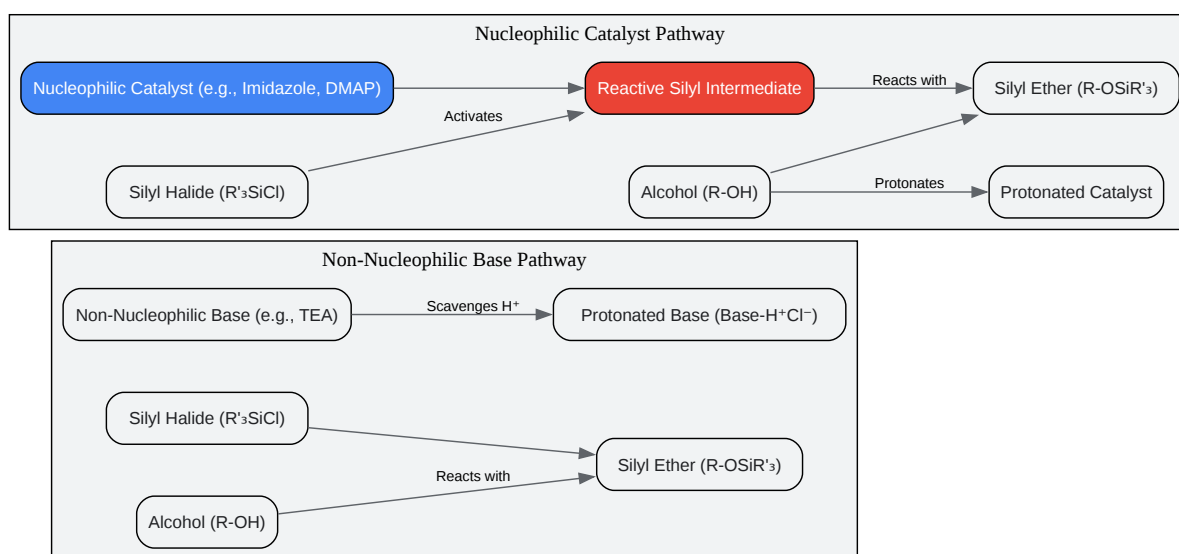 Nucleophilic Catalyst Pathway
Nucleophilic Catalyst (e.g., Imidazole, DMAP)
Reactive Silyl Intermediate
Reacts with
Silyl Ether (R-OSiR'₃)
Activates
Silyl Halide (R'₃SiCl)
Alcohol (R-OH)
Protonates
Protonated Catalyst
Non-Nucleophilic Base Pathway
Non-Nucleophilic Base (e.g., TEA)
Scavenges H⁺
Protonated Base (Base-H⁺Cl⁻)
Silyl Halide (R'₃SiCl)
Silyl Ether (R-OSiR'₃)
Reacts with
Alcohol (R-OH)